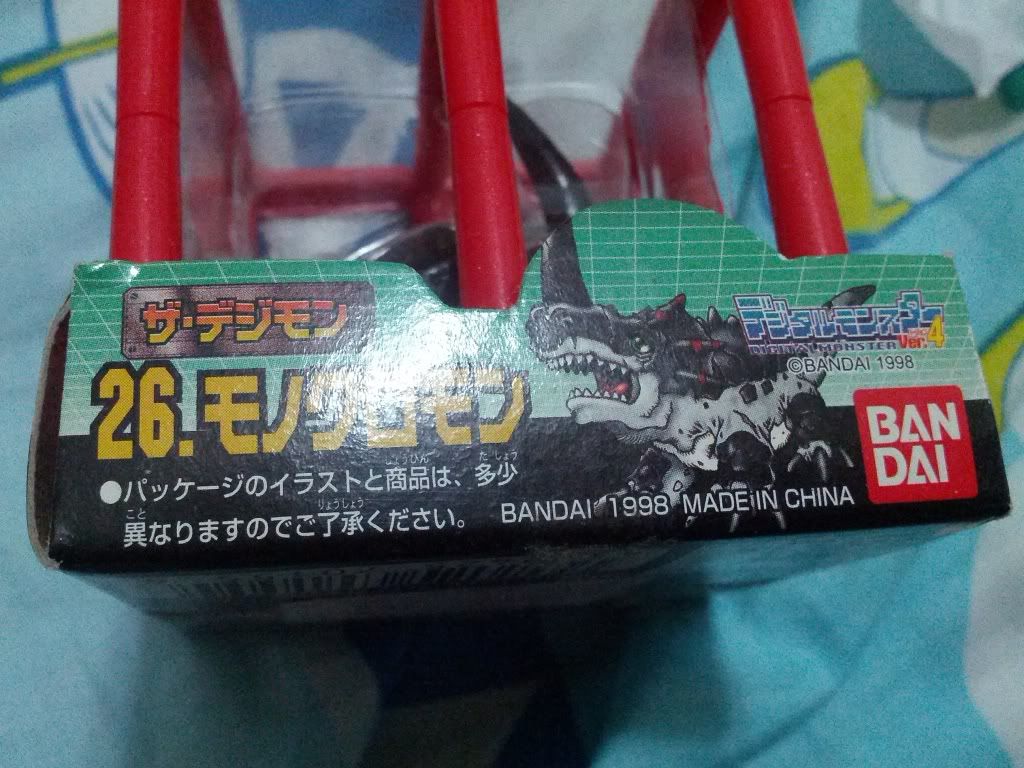 ザ・デジモン
26.モノクロモン
デジタルモンスター
DIGITAL MONSTER
Ver.4
©BANDAI 1998
BAN
DAI
●パッケージのイラストと商品は、多少
異なりますのでご了承ください。
BANDAI 1998 MADE IN CHINA